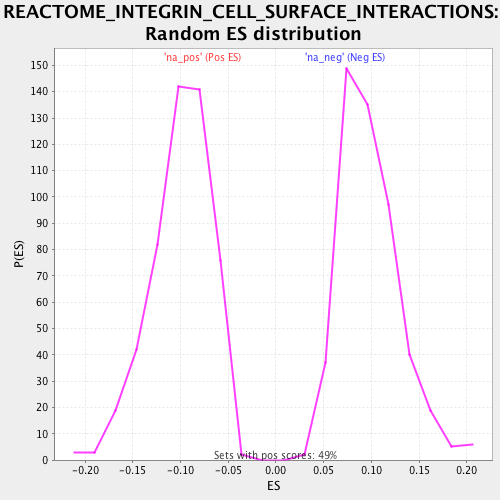 REACTOME_INTEGRIN_CELL_SURFACE_INTERACTIONS:
Random ES distribution
'na_pos' (Pos ES) 'na_neg' (Neg ES)
150
140
130
120
110
100
90
80
70
60
50
40
30
20
10
0
P(ES)
Sets with pos scores: 49%
-0.20 -0.15 -0.10 -0.05 0.00 0.05 0.10 0.15 0.20
ES